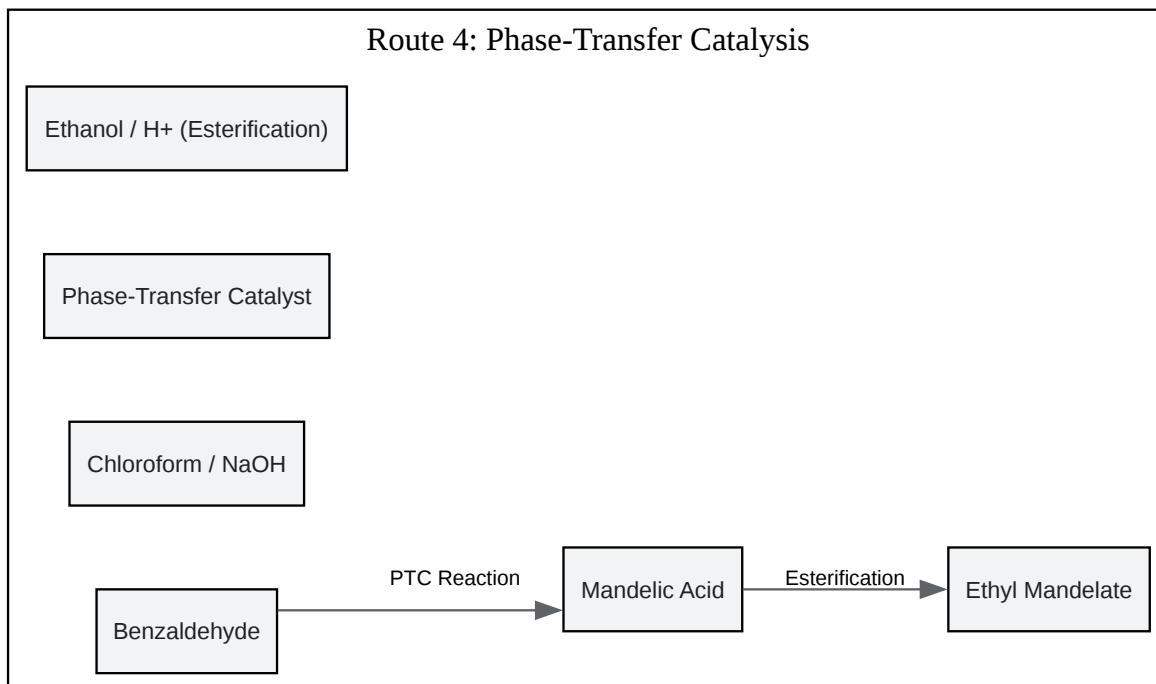 Route 4: Phase-Transfer Catalysis
Ethanol / H+ (Esterification)
Phase-Transfer Catalyst
Chloroform / NaOH
PTC Reaction
Mandelic Acid
Esterification
Ethyl Mandelate
Benzaldehyde